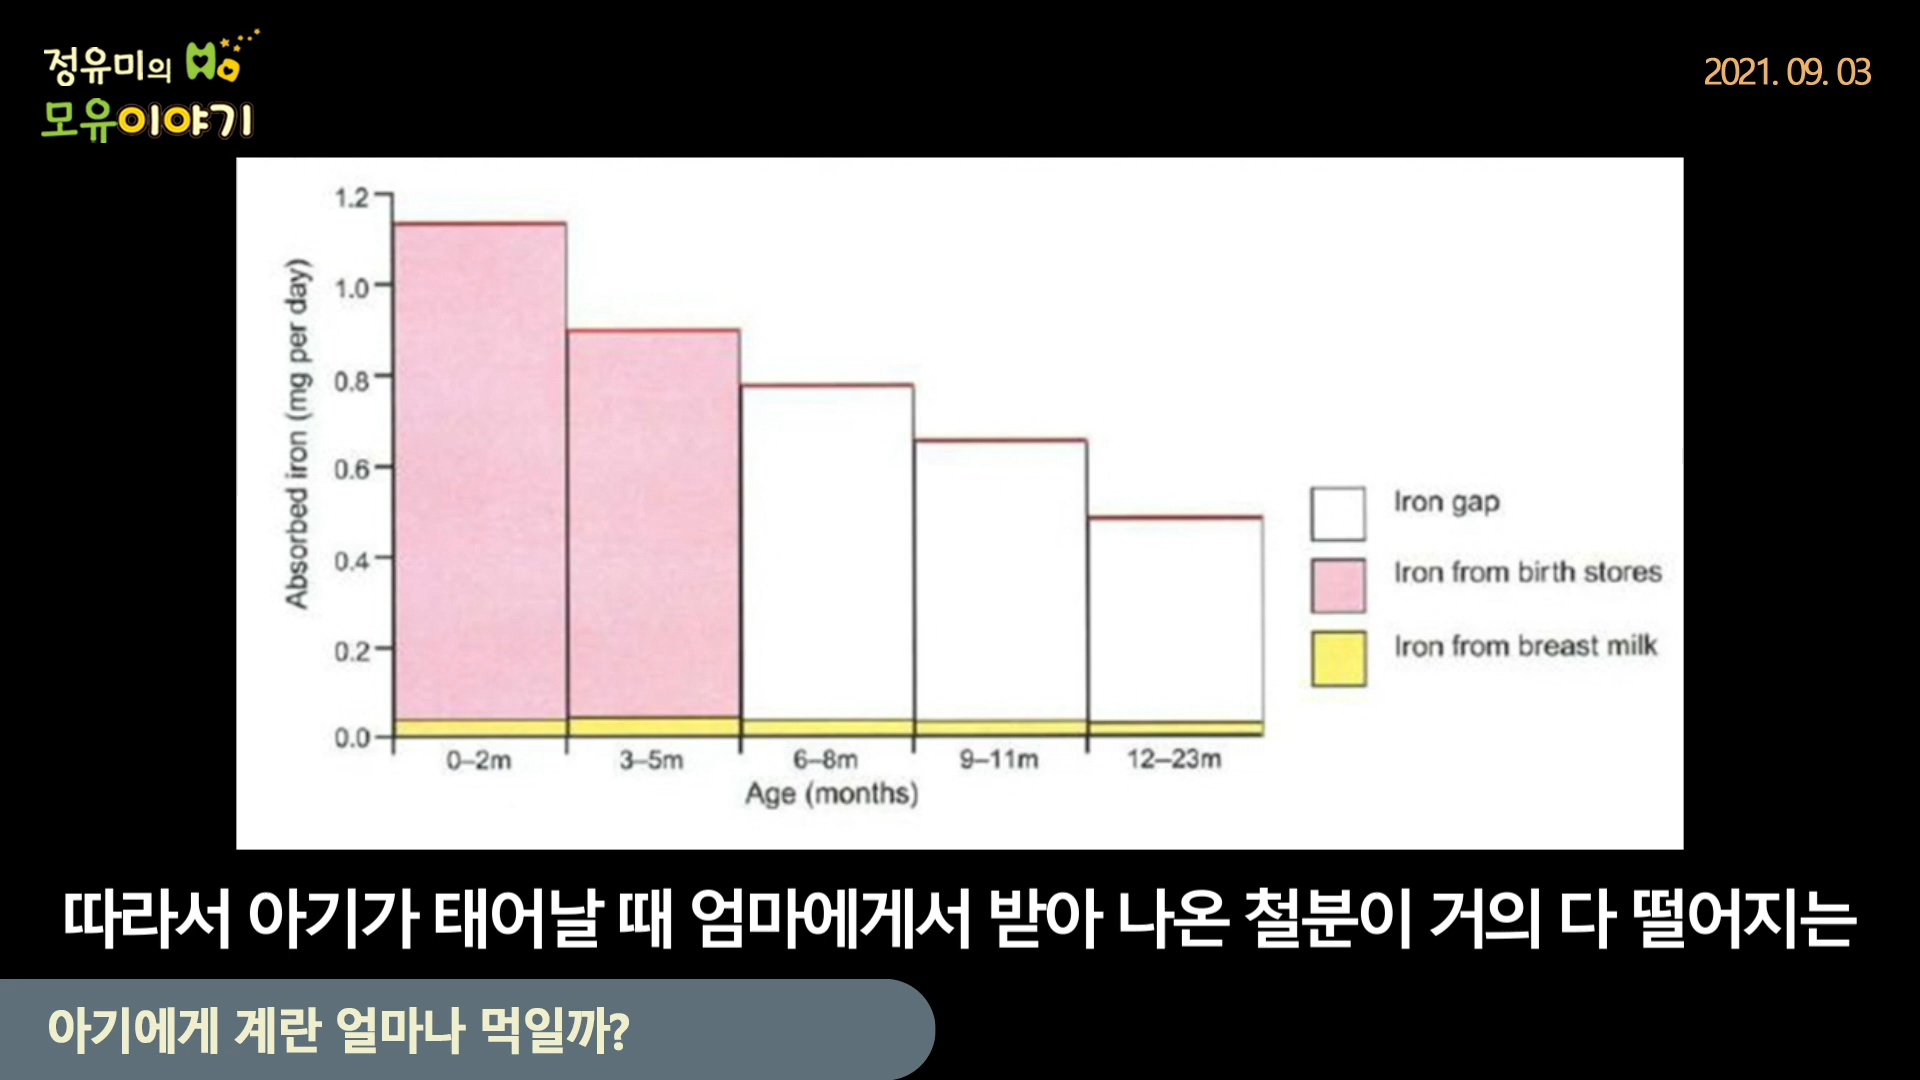 정유미의
모유이야기
2021. 09. 03
1.2
1.0
0.8
0.6
0.4
0.2
0.0
Absorbed iron (mg per day)
0–2m
3–5m
6–8m
9–11m
12–23m
Age (months)
Iron gap
Iron from birth stores
Iron from breast milk
따라서 아기가 태어날 때 엄마에게서 받아 나온 철분이 거의 다 떨어지는
아기에게 계란 얼마나 먹일까?